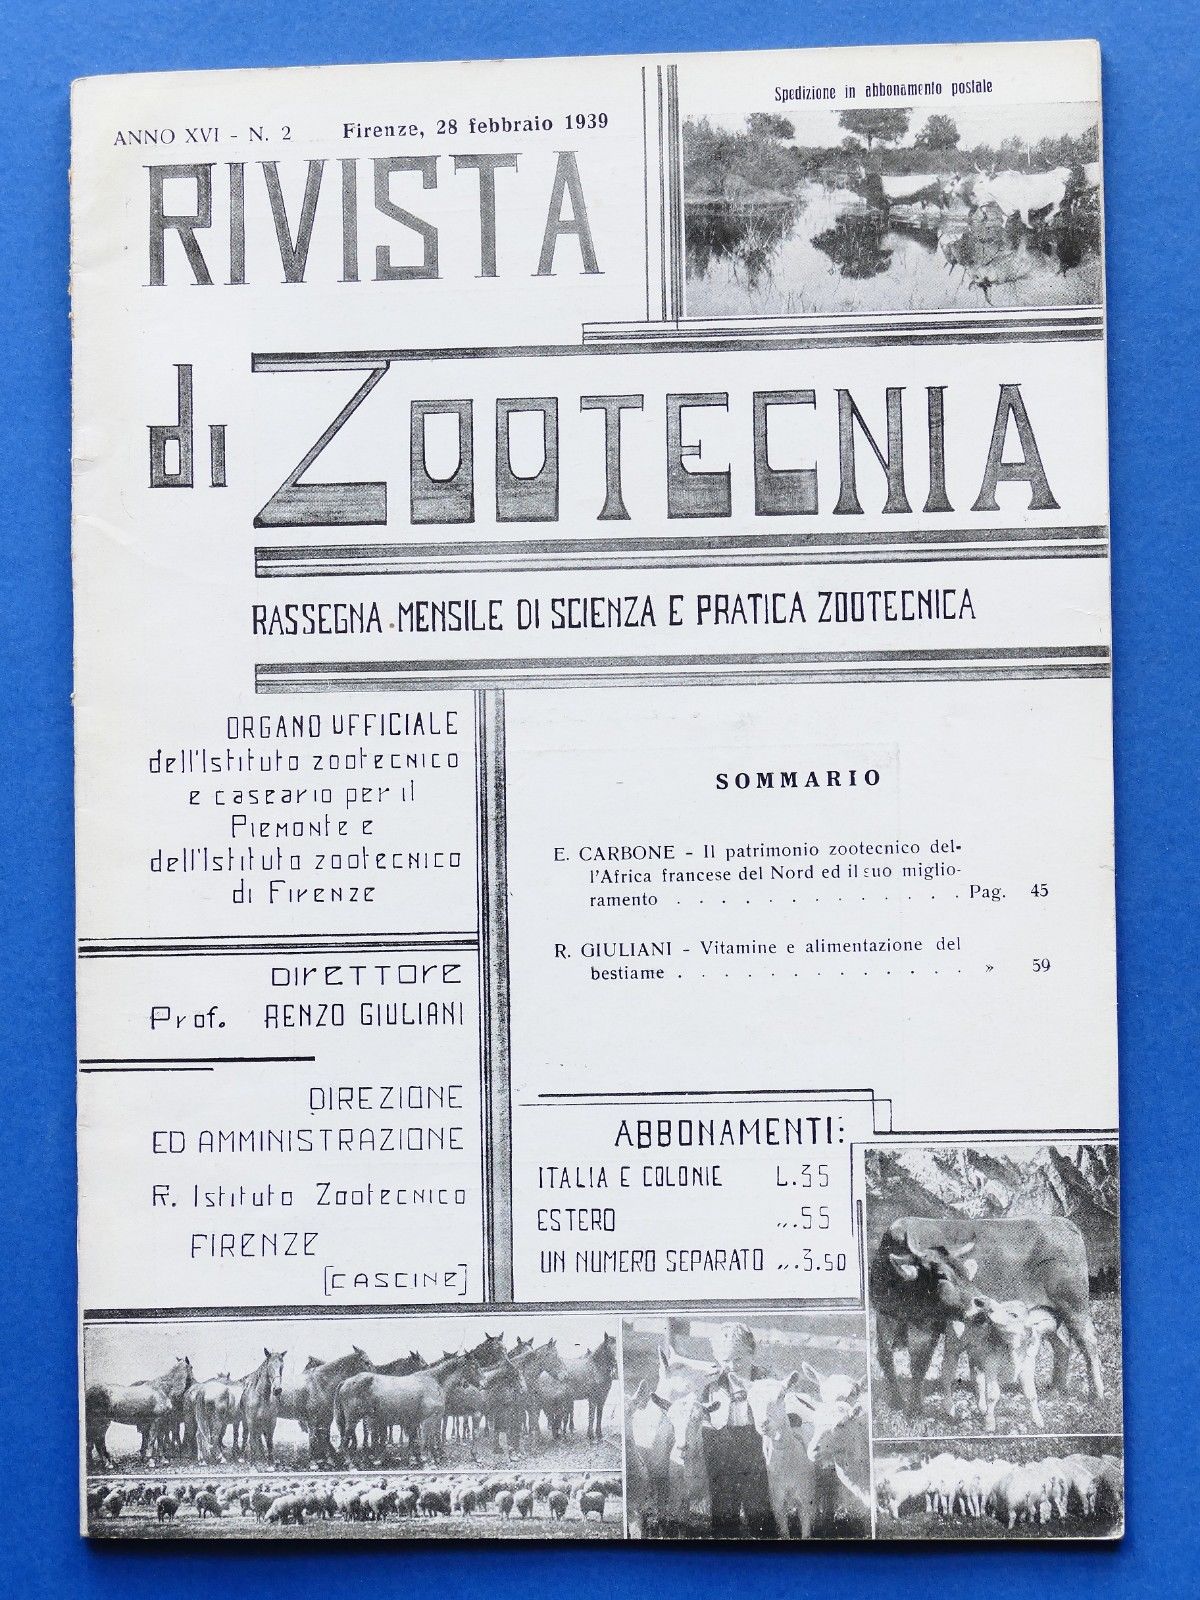 ANNO XVI - N. 2 Firenze, 28 febbraio 1939
Spedizione in abbonamento postale
RIVISTA
di ZOOTECNIA
RASSEGNA MENSILE DI SCIENZA E PRATICA ZOOTECNICA
ORGANO UFFICIALE
dell'Istituto zootecnico
e caseario per il
Piemonte e
dell'Istituto zootecnico
di Firenze
DIRETTORE
Prof. RENZO GIULIANI
DIREZIONE
ED AMMINISTRAZIONE
R. Istituto Zootecnico
FIRENZE
[CASCINE]
SOMMARIO
E. CARBONE - Il patrimonio zootecnico del-
l'Africa francese del Nord ed il suo miglio-
ramento . . . . . . . . . . . . . Pag. 45
R. GIULIANI - Vitamine e alimentazione del
bestiame . . . . . . . . . . . . . » 59
ABBONAMENTI:
ITALIA E COLONIE L.35
ESTERO ,,.55
UN NUMERO SEPARATO ,,.3.50